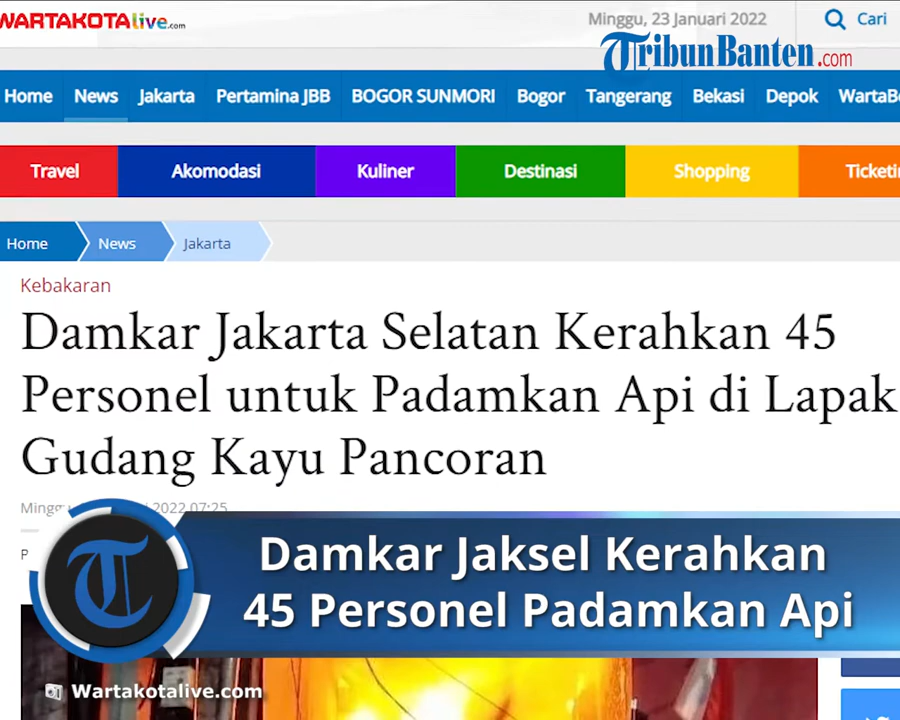 WARTAKOTAlive.com
Minggu, 23 Januari 2022
Cari
TribunBanten.com
Home News Jakarta Pertamina JBB BOGOR SUNMORI Bogor Tangerang Bekasi Depok WartaB
Travel Akomodasi Kuliner Destinasi Shopping Ticketi
Home News Jakarta
Kebakaran
Damkar Jakarta Selatan Kerahkan 45
Personel untuk Padamkan Api di Lapak
Gudang Kayu Pancoran
2022 07:25
Damkar Jaksel Kerahkan
45 Personel Padamkan Api
Wartakotalive.com